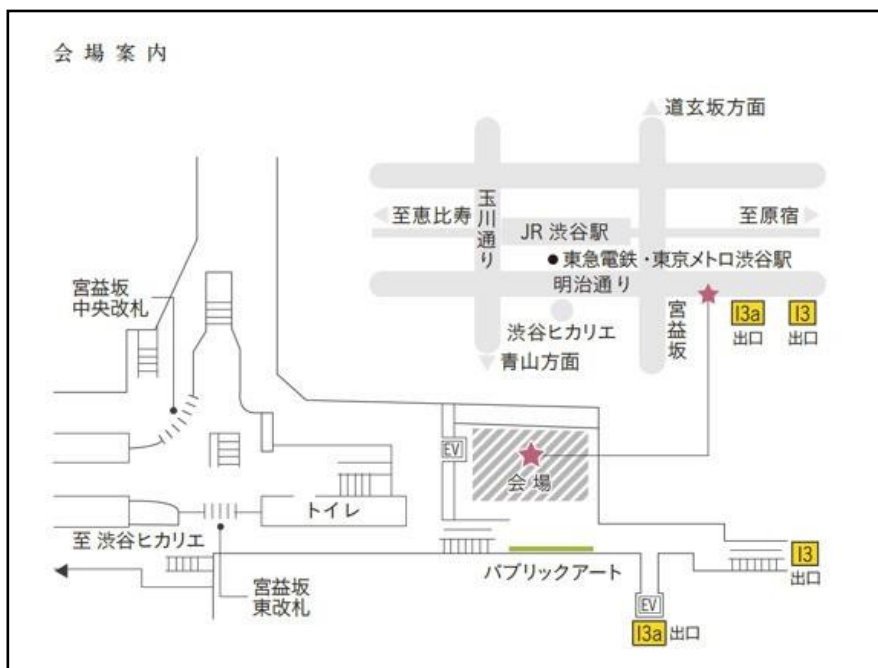 会場案内
道玄坂方面
玉川通り
至恵比寿
JR 渋谷駅
至原宿
東急電鉄・東京メトロ渋谷駅
明治通り
宮益坂
渋谷ヒカリエ
青山方面
13a
出口
13
出口
宮益坂
中央改札
EV
会場
トイレ
至 渋谷ヒカリエ
宮益坂
東改札
パブリックアート
13
出口
EV
13a 出口